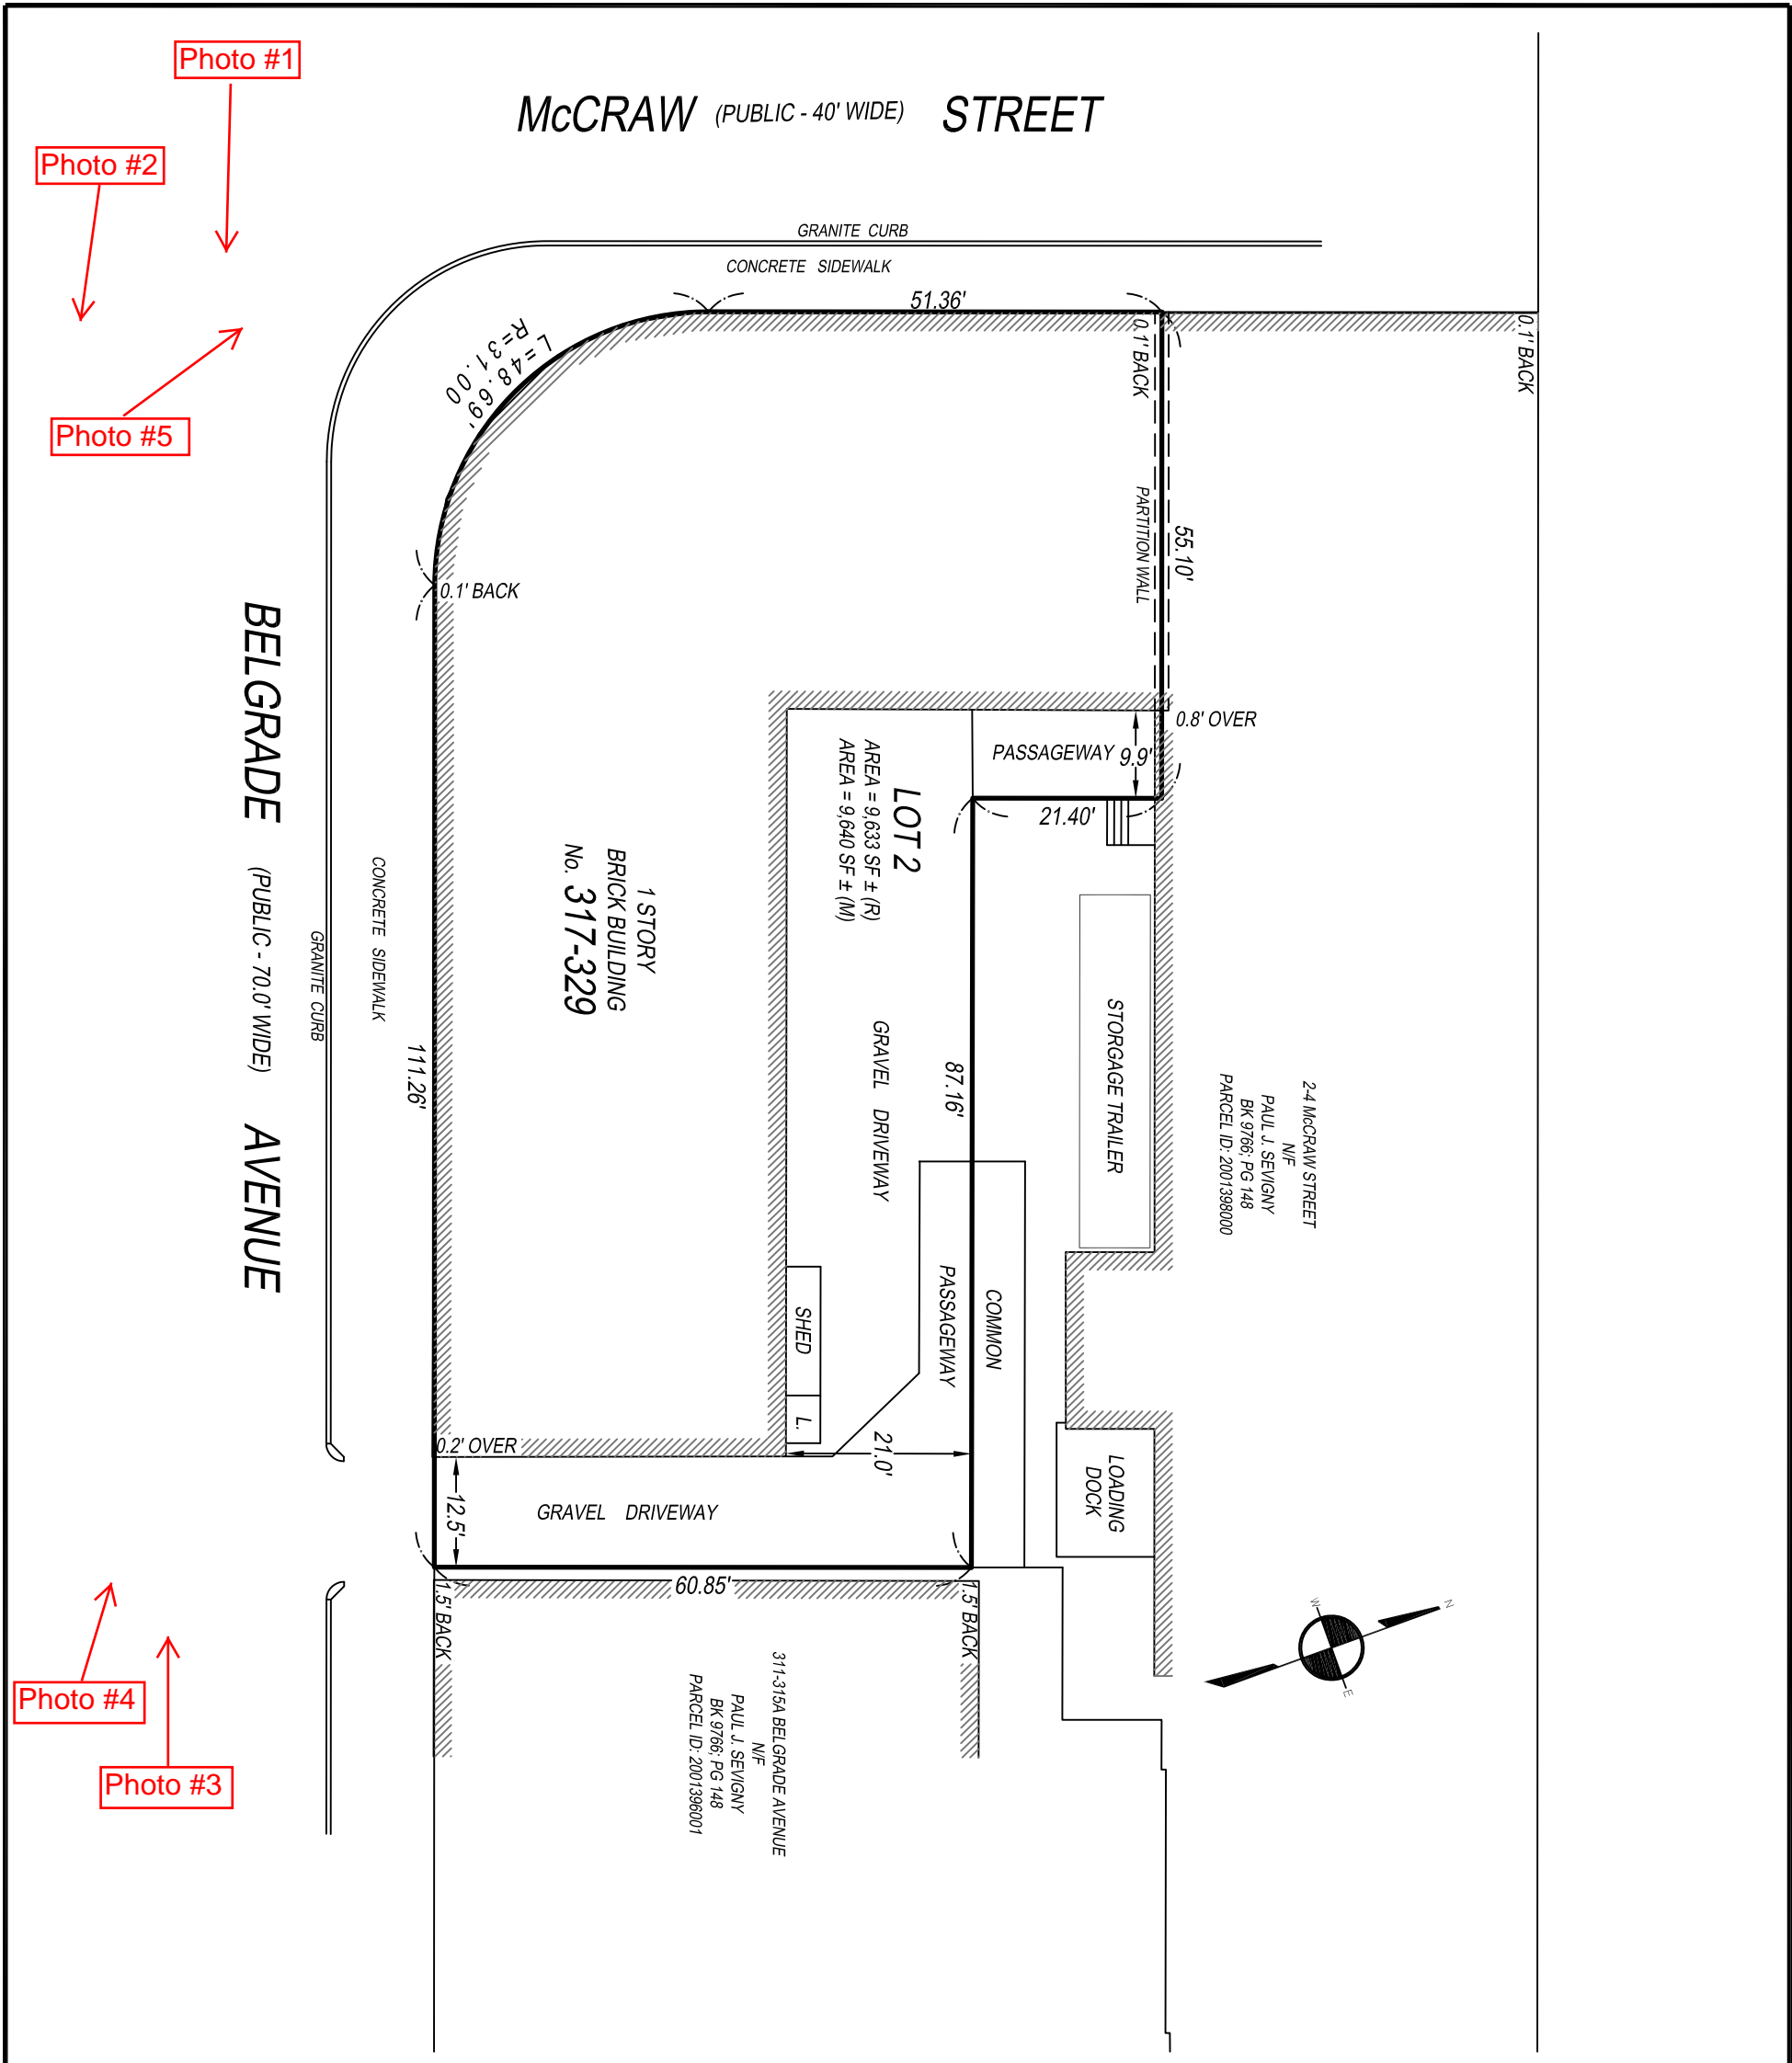 Photo #1
McCRAW (PUBLIC - 40' WIDE) STREET
Photo #2
GRANITE CURB
CONCRETE SIDEWALK
51.36'
0.1' BACK
0.1' BACK
L=48.69'
R=31.00
Photo #5
PARTITION WALL
55.10'
0.1' BACK
BELGRADE (PUBLIC - 70.0' WIDE) AVENUE
0.8' OVER
PASSAGEWAY 9.9'
21.40'
LOT 2
AREA = 9,633 SF ± (R)
AREA = 9,640 SF ± (M)
1 STORY
BRICK BUILDING
No. 317-329
CONCRETE SIDEWALK
GRANITE CURB
111.26'
GRAVEL DRIVEWAY
87.16'
STORGAGE TRAILER
2-4 McCRAW STREET
N/F
PAUL J. SEVIGNY
BK 9766; PG 148
PARCEL ID: 2001398000
COMMON
PASSAGEWAY
SHED
L.
21.0'
0.2' OVER
LOADING
DOCK
12.5'
GRAVEL DRIVEWAY
60.85'
1.5' BACK
1.5' BACK
N
W
E
Photo #4
Photo #3
311-315A BELGRADE AVENUE
N/F
PAUL J. SEVIGNY
BK 9766; PG 148
PARCEL ID: 2001396001